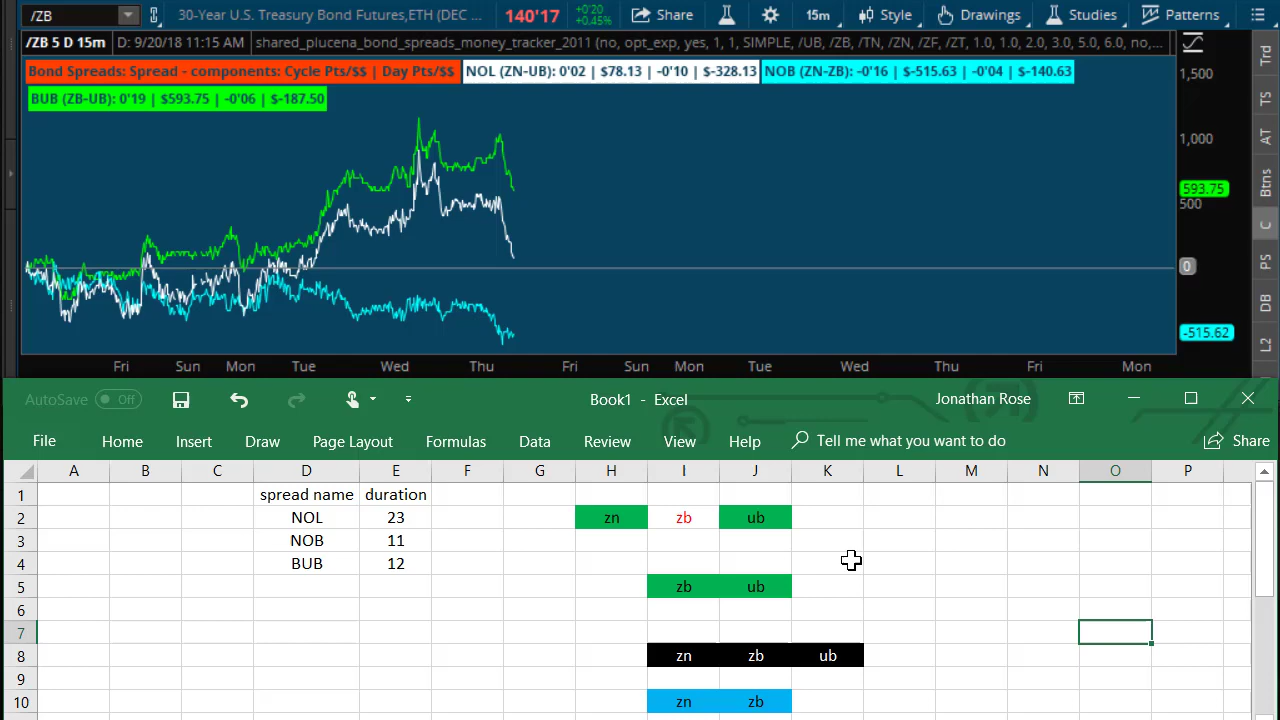 /ZB 30-Year U.S. Treasury Bond Futures,ETH (DEC ... 140'17 +0'20 +0.45% Share 15m Style Drawings Studies Patterns
/ZB 5 D 15m D: 9/20/18 11:15 AM shared_plucena_bond_spreads_money_tracker_2011 (no, opt_exp, yes, 1, 1, SIMPLE, /UB, /ZB, /TN, /ZN, /ZF, /ZT, 1.0, 1.0, 2.0, 3.0, 5.0, 6.0, no,...
Bond Spreads: Spread - components: Cycle Pts/$$ | Day Pts/$$ NOL (ZN-UB): 0'02 | $78.13 | -0'10 | $-328.13 NOB (ZN-ZB): -0'16 | $-515.63 | -0'04 | $-140.63
BUB (ZB-UB): 0'19 | $593.75 | -0'06 | $-187.50
1,500
1,000
593.75
500
0
-515.62
Trd
TS
AT
Btns
C
PS
DB
L2
Fri Sun Mon Tue Wed Thu Fri Sun Mon Tue Wed Thu Fri Mon
AutoSave Off Book1 - Excel Jonathan Rose
File Home Insert Draw Page Layout Formulas Data Review View Help Tell me what you want to do Share
A B C D E F G H I J K L M N O P
1 spread name duration
2 NOL 23 zn zb ub
3 NOB 11
4 BUB 12
5 zb ub
6
7
8 zn zb ub
9
10 zn zb